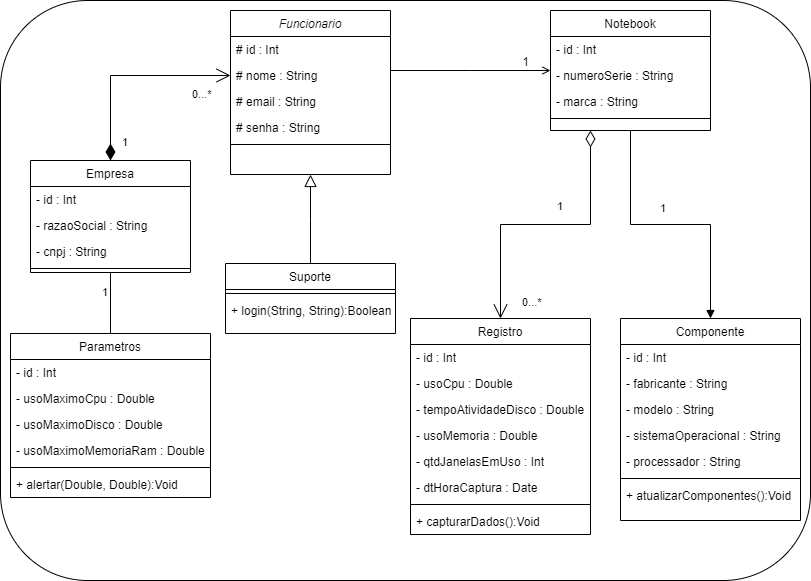 Funcionario
# id : Int
# nome : String
# email : String
# senha : String
Notebook
- id : Int
- numeroSerie : String
- marca : String
1
0...*
1
Empresa
- id : Int
- razaoSocial : String
- cnpj : String
1
1
1
Suporte
+ login(String, String):Boolean
0...*
Parametros
- id : Int
- usoMaximoCpu : Double
- usoMaximoDisco : Double
- usoMaximoMemoriaRam : Double
+ alertar(Double, Double):Void
Registro
- id : Int
- usoCpu : Double
- tempoAtividadeDisco : Double
- usoMemoria : Double
- qtdJanelasEmUso : Int
- dtHoraCaptura : Date
+ capturarDados():Void
Componente
- id : Int
- fabricante : String
- modelo : String
- sistemaOperacional : String
- processador : String
+ atualizarComponentes():Void